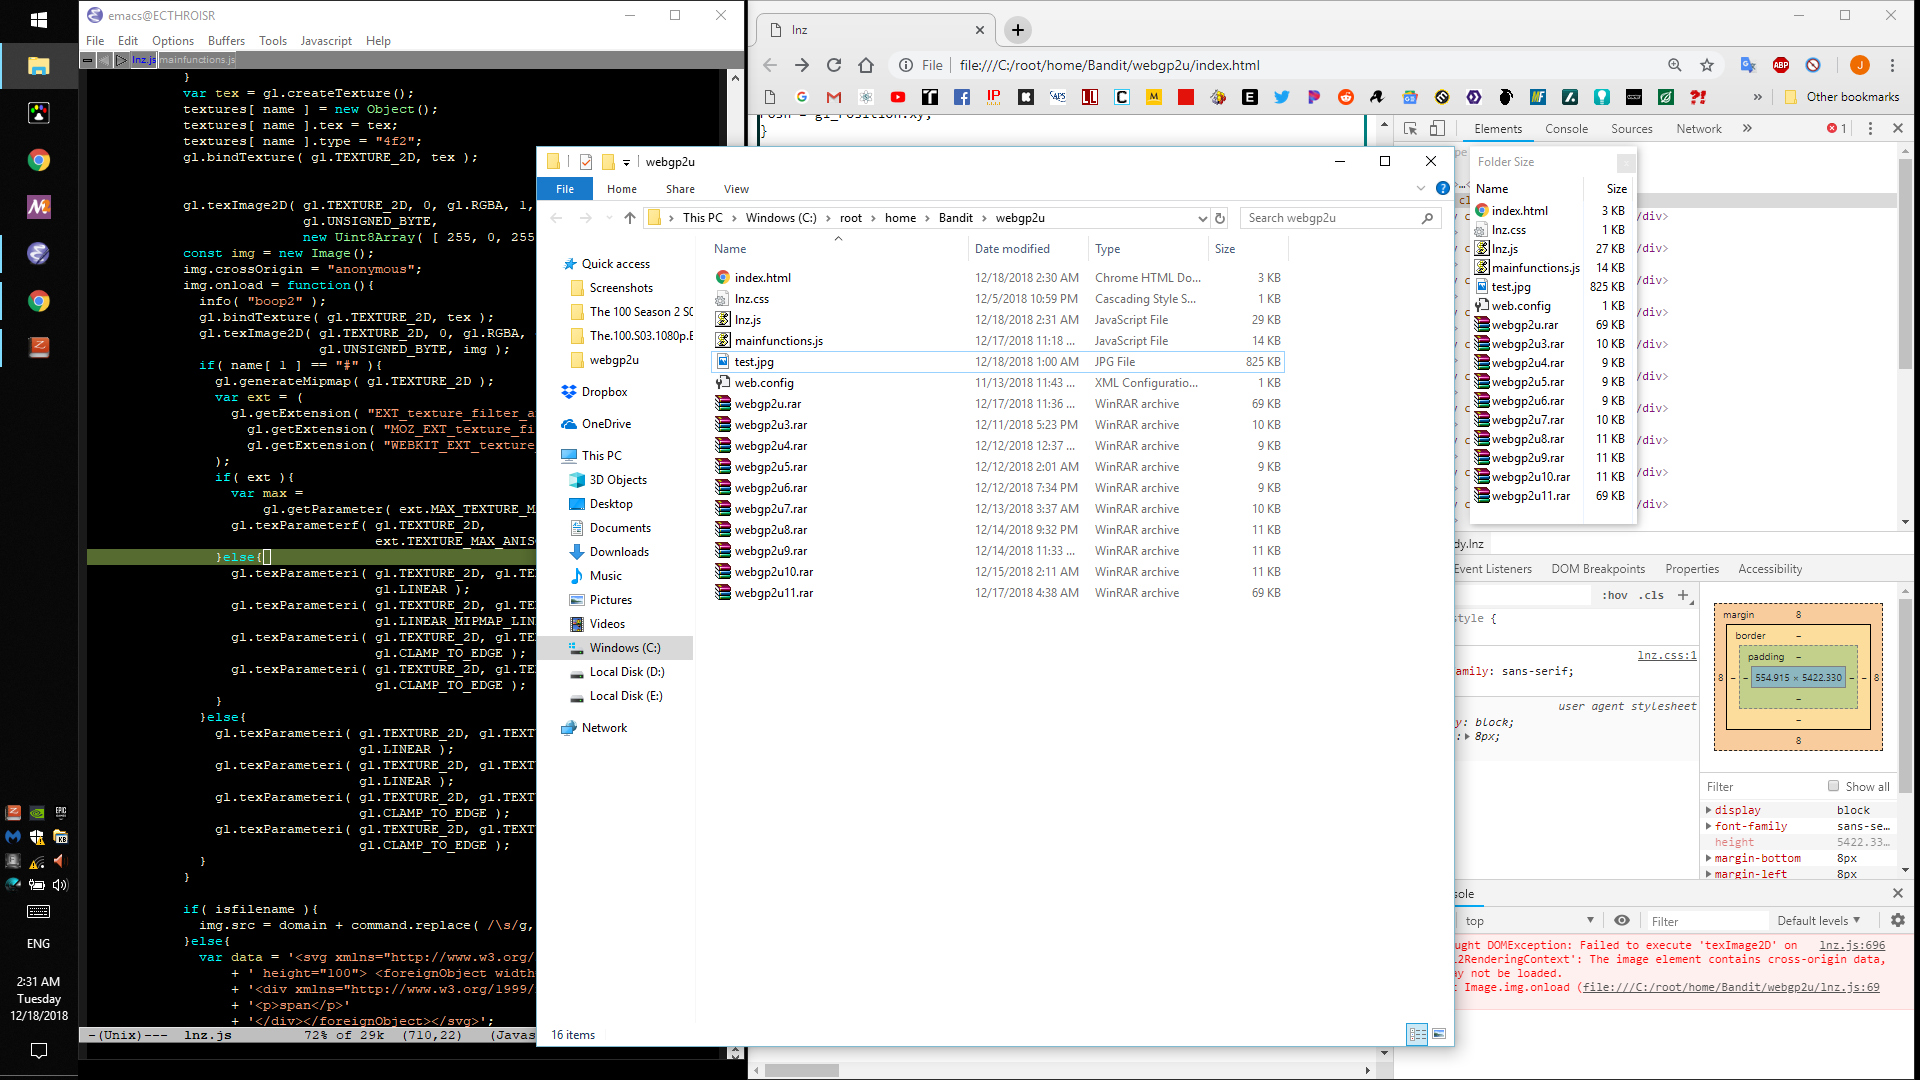 emacs@ECTHROISR
File Edit Options Buffers Tools Javascript Help
lnz.js mainfunctions.js
}
var tex = gl.createTexture();
textures[ name ] = new Object();
textures[ name ].tex = tex;
textures[ name ].type = "4f2";
gl.bindTexture( gl.TEXTURE_2D, tex );
gl.texImage2D( gl.TEXTURE_2D, 0, gl.RGBA, 1,
gl.UNSIGNED_BYTE,
new Uint8Array( [ 255, 0, 255
const img = new Image();
img.crossOrigin = "anonymous";
img.onload = function(){
info( "boop2" );
gl.bindTexture( gl.TEXTURE_2D, tex );
gl.texImage2D( gl.TEXTURE_2D, 0, gl.RGBA,
gl.UNSIGNED_BYTE, img );
if( name[ 1 ] == "#" ){
gl.generateMipmap( gl.TEXTURE_2D );
var ext = (
gl.getExtension( "EXT_texture_filter_a
gl.getExtension( "MOZ_EXT_texture_fi
gl.getExtension( "WEBKIT_EXT_texture
);
if( ext ){
var max =
gl.getParameter( ext.MAX_TEXTURE_M
gl.texParameterf( gl.TEXTURE_2D,
ext.TEXTURE_MAX_ANIS
}else{
gl.texParameteri( gl.TEXTURE_2D, gl.TE
gl.LINEAR );
gl.texParameteri( gl.TEXTURE_2D, gl.TE
gl.LINEAR_MIPMAP_LIN
gl.texParameteri( gl.TEXTURE_2D, gl.TE
gl.CLAMP_TO_EDGE );
gl.texParameteri( gl.TEXTURE_2D, gl.TE
gl.CLAMP_TO_EDGE );
}
}else{
gl.texParameteri( gl.TEXTURE_2D, gl.TEXT
gl.LINEAR );
gl.texParameteri( gl.TEXTURE_2D, gl.TEXT
gl.LINEAR );
gl.texParameteri( gl.TEXTURE_2D, gl.TEXT
gl.CLAMP_TO_EDGE );
gl.texParameteri( gl.TEXTURE_2D, gl.TEXT
gl.CLAMP_TO_EDGE );
}
}
if( isfilename ){
img.src = domain + command.replace( /\s/g,
}else{
var data = '<svg xmlns="http://www.w3.org/
+ ' height="100"> <foreignObject width
+ '<div xmlns="http://www.w3.org/1999/
+ '<p>span</p>'
+ '</div></foreignObject></svg>';
-(Unix)--- lnz.js 72% of 29k (710,22) (Javas
ENG
2:31 AM
Tuesday
12/18/2018
lnz
File file:///C:/root/home/Bandit/webgp2u/index.html
Other bookmarks
}
webgp2u
File Home Share View
This PC Windows (C:) root home Bandit webgp2u
Search webgp2u
Quick access
Screenshots
The 100 Season 2 SC
The.100.S03.1080p.E
webgp2u
Dropbox
OneDrive
This PC
3D Objects
Desktop
Documents
Downloads
Music
Pictures
Videos
Windows (C:)
Local Disk (D:)
Local Disk (E:)
Network
Name Date modified Type Size
index.html 12/18/2018 2:30 AM Chrome HTML Do... 3 KB
lnz.css 12/5/2018 10:59 PM Cascading Style S... 1 KB
lnz.js 12/18/2018 2:31 AM JavaScript File 29 KB
mainfunctions.js 12/17/2018 11:18 ... JavaScript File 14 KB
test.jpg 12/18/2018 1:00 AM JPG File 825 KB
web.config 11/13/2018 11:43 ... XML Configuratio... 1 KB
webgp2u.rar 12/17/2018 11:36 ... WinRAR archive 69 KB
webgp2u3.rar 12/11/2018 5:23 PM WinRAR archive 10 KB
webgp2u4.rar 12/12/2018 12:37 ... WinRAR archive 9 KB
webgp2u5.rar 12/12/2018 2:01 AM WinRAR archive 9 KB
webgp2u6.rar 12/12/2018 7:34 PM WinRAR archive 9 KB
webgp2u7.rar 12/13/2018 3:37 AM WinRAR archive 10 KB
webgp2u8.rar 12/14/2018 9:32 PM WinRAR archive 11 KB
webgp2u9.rar 12/14/2018 11:33 ... WinRAR archive 11 KB
webgp2u10.rar 12/15/2018 2:11 AM WinRAR archive 11 KB
webgp2u11.rar 12/17/2018 4:38 AM WinRAR archive 69 KB
16 items
Elements Console Sources Network 1
Folder Size
Name Size
index.html 3 KB
lnz.css 1 KB
lnz.js 27 KB
mainfunctions.js 14 KB
test.jpg 825 KB
web.config 1 KB
webgp2u.rar 69 KB
webgp2u3.rar 10 KB
webgp2u4.rar 9 KB
webgp2u5.rar 9 KB
webgp2u6.rar 9 KB
webgp2u7.rar 10 KB
webgp2u8.rar 11 KB
webgp2u9.rar 11 KB
webgp2u10.rar 11 KB
webgp2u11.rar 69 KB
/div>
/div>
/div>
/div>
/div>
/div>
/div>
/div>
/div>
/div>
dy.lnz
Event Listeners DOM Breakpoints Properties Accessibility
:hov .cls
style {
lnz.css:1
amily: sans-serif;
user agent stylesheet
y: block;
: 8px;
margin 8
border –
padding –
8 – – 554.915 × 5422.330 – – 8
–
–
8
Filter Show all
display block
font-family sans-se...
height 5422.33...
margin-bottom 8px
margin-left 8px
sole
top Filter Default levels
ught DOMException: Failed to execute 'texImage2D' on lnz.js:696
L2RenderingContext': The image element contains cross-origin data,
ay not be loaded.
t Image.img.onload (file:///C:/root/home/Bandit/webgp2u/lnz.js:69